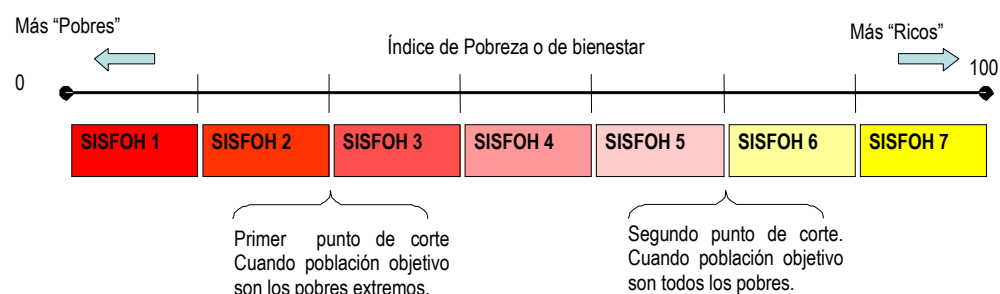 Más “Pobres”
Más “Ricos”
Índice de Pobreza o de bienestar
0
100
SISFOH 1
SISFOH 2
SISFOH 3
SISFOH 4
SISFOH 5
SISFOH 6
SISFOH 7
Primer punto de corte
Cuando población objetivo
son los pobres extremos.
Segundo punto de corte.
Cuando población objetivo
son todos los pobres.